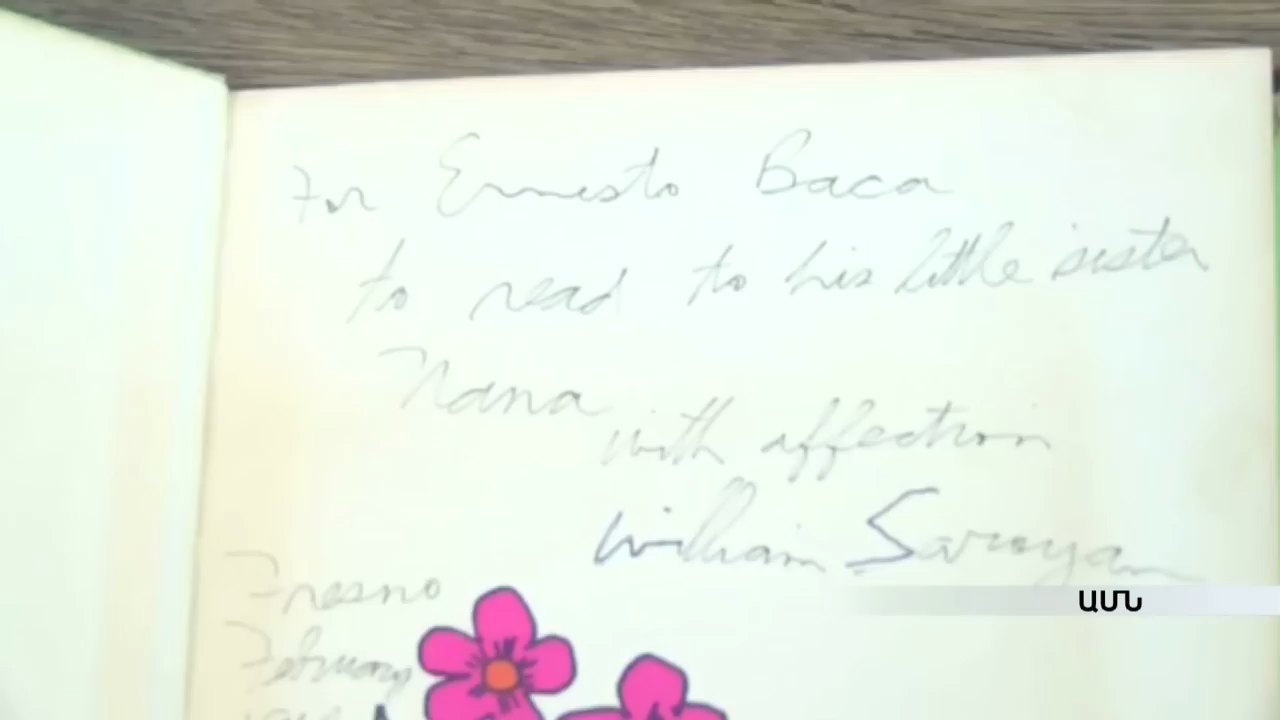 For Ernesto Baca
to read to his little sister
Nana
with affection
William Saroyan
Fresno
February
ԱՄՆ